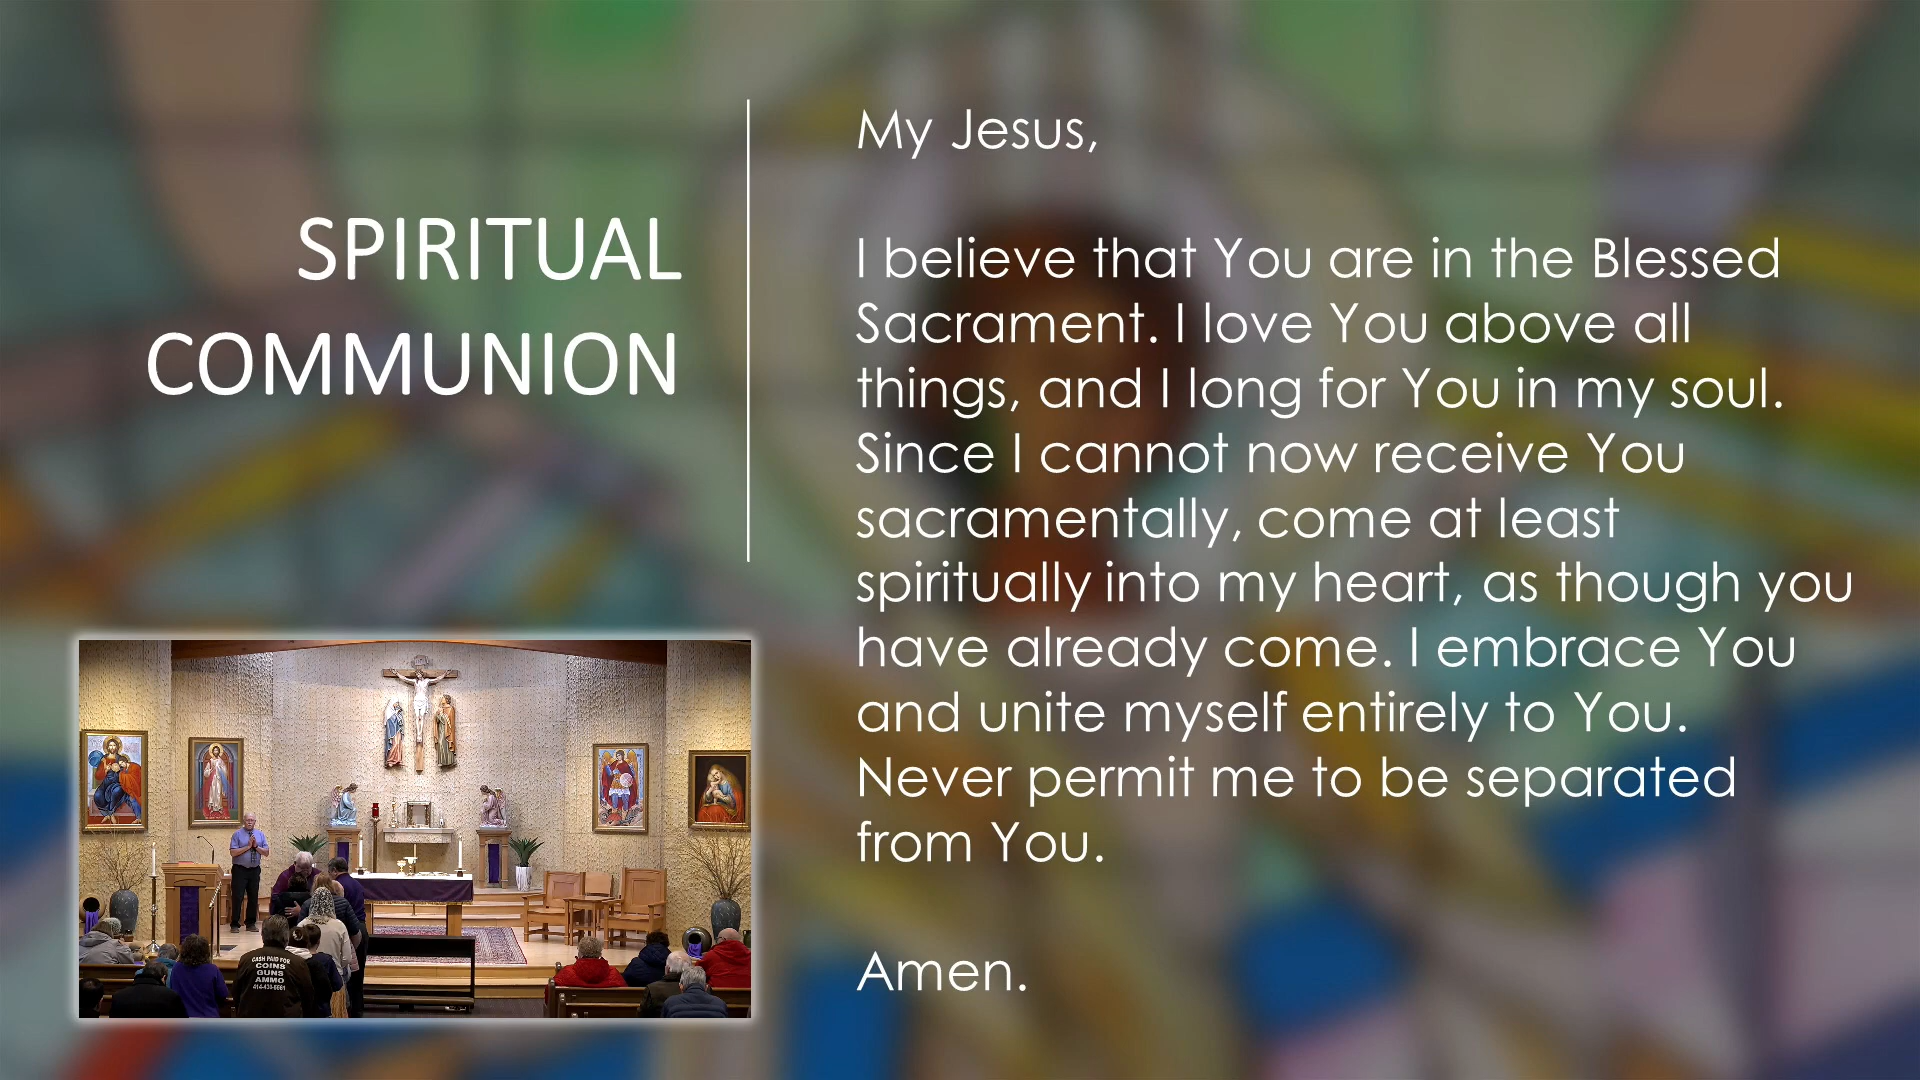 SPIRITUAL
COMMUNION
My Jesus,
I believe that You are in the Blessed
Sacrament. I love You above all
things, and I long for You in my soul.
Since I cannot now receive You
sacramentally, come at least
spiritually into my heart, as though you
have already come. I embrace You
and unite myself entirely to You.
Never permit me to be separated
from You.
Amen.
CASH PAID FOR
COINS
GUNS
AMMO